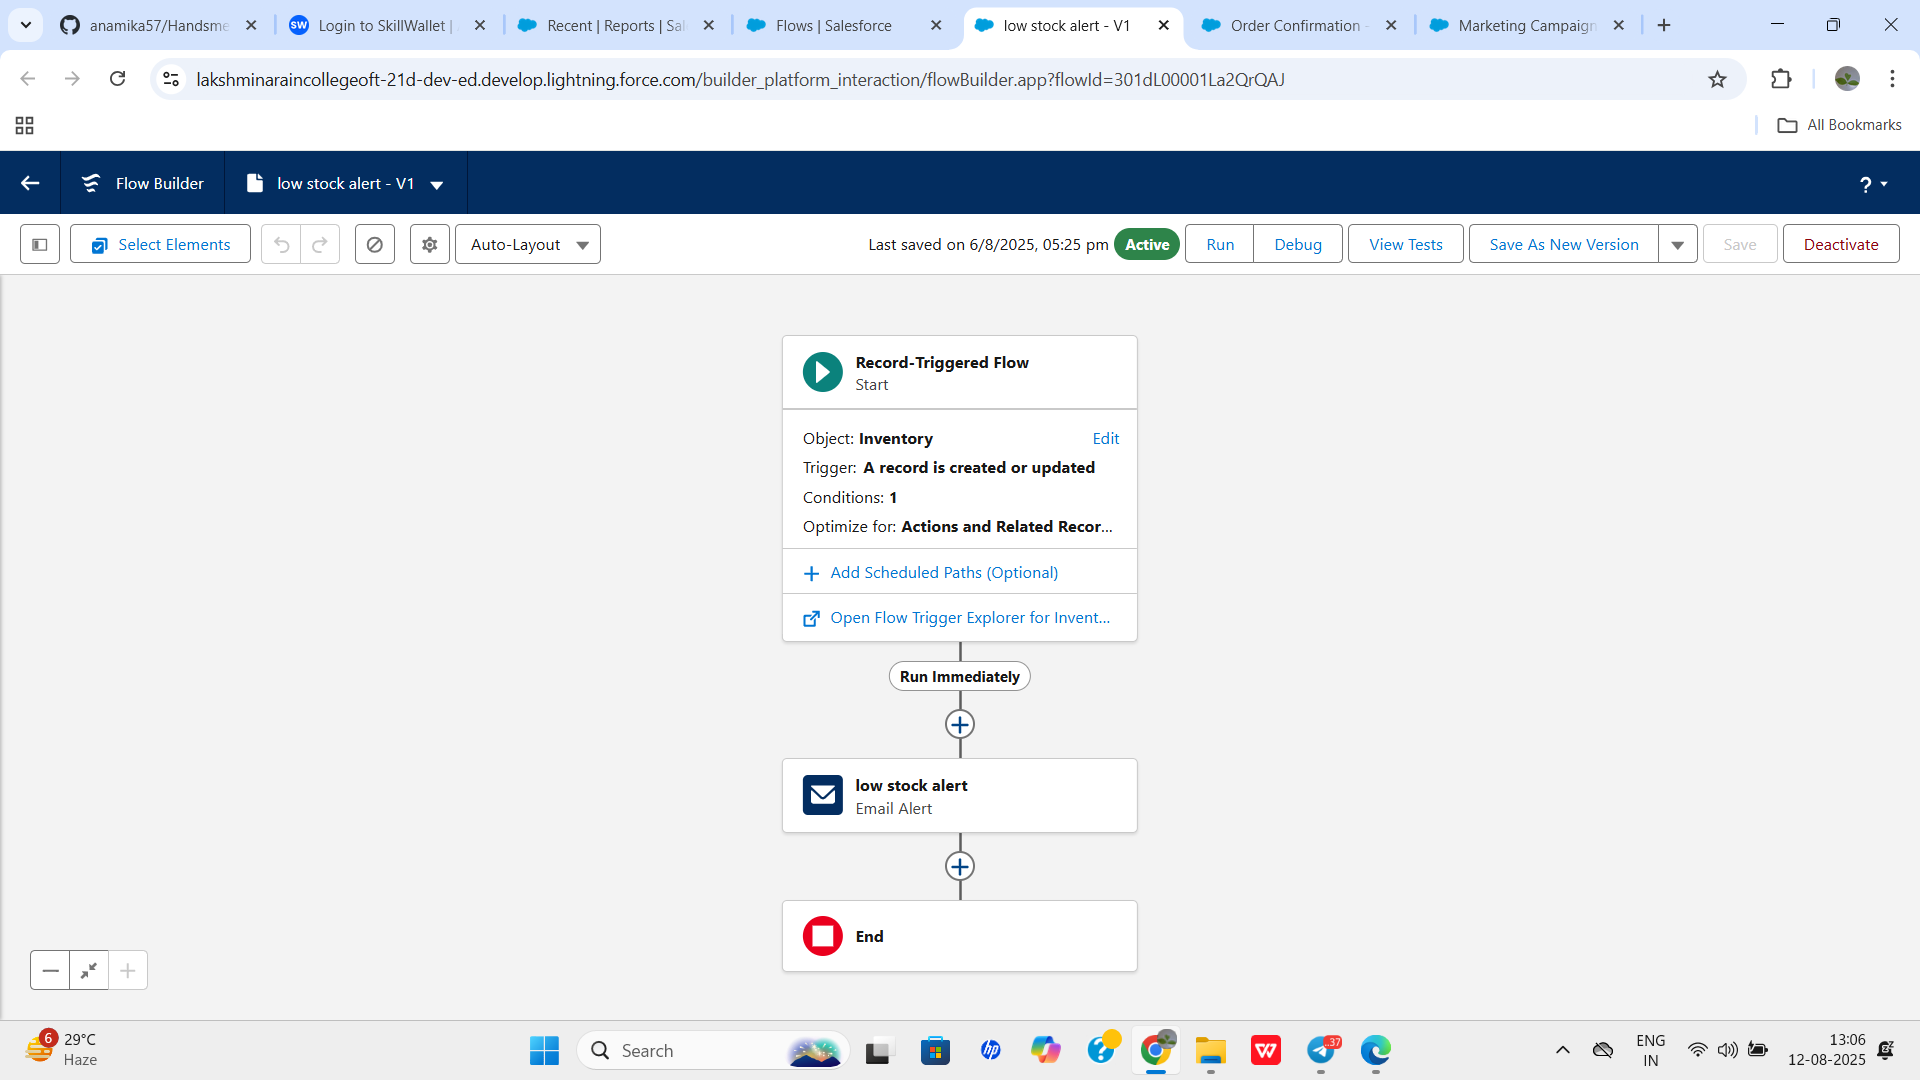 anamika57/Handsme
Login to SkillWallet |
Recent | Reports | Sal
Flows | Salesforce
low stock alert - V1
Order Confirmation -
Marketing Campaign
lakshminaraincollegeoft-21d-dev-ed.develop.lightning.force.com/builder_platform_interaction/flowBuilder.app?flowId=301dL00001La2QrQAJ
All Bookmarks
Flow Builder
low stock alert - V1
?
Select Elements
Auto-Layout
Last saved on 6/8/2025, 05:25 pm
Active
Run
Debug
View Tests
Save As New Version
Save
Deactivate
Record-Triggered Flow
Start
Object: Inventory
Edit
Trigger: A record is created or updated
Conditions: 1
Optimize for: Actions and Related Recor...
Add Scheduled Paths (Optional)
Open Flow Trigger Explorer for Invent...
Run Immediately
low stock alert
Email Alert
End
6
29°C
Haze
Search
hp
W
37
ENG
IN
13:06
12-08-2025